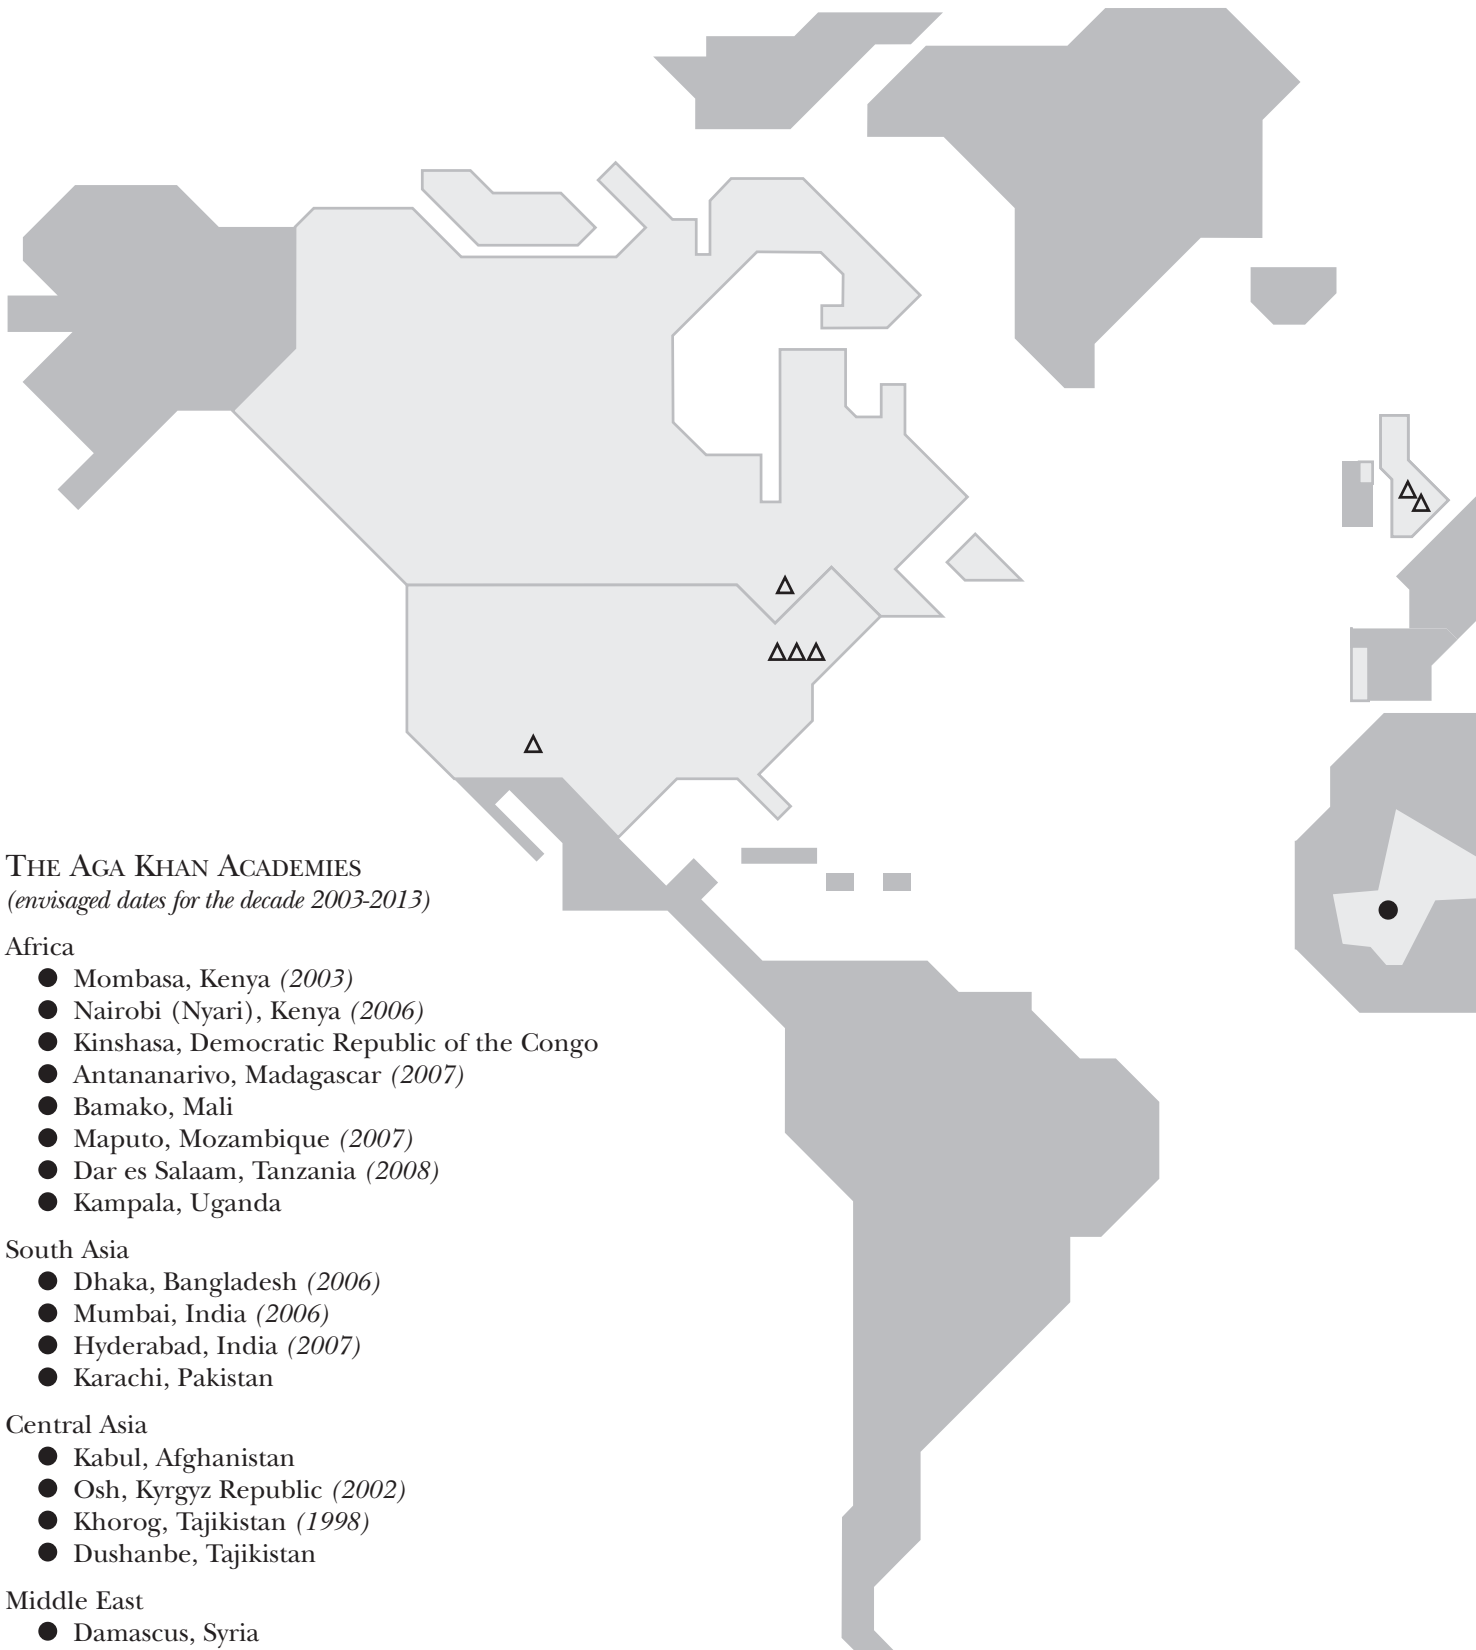 THE AGA KHAN ACADEMIES
(envisaged dates for the decade 2003-2013)
Africa
● Mombasa, Kenya (2003)
● Nairobi (Nyari), Kenya (2006)
● Kinshasa, Democratic Republic of the Congo
● Antananarivo, Madagascar (2007)
● Bamako, Mali
● Maputo, Mozambique (2007)
● Dar es Salaam, Tanzania (2008)
● Kampala, Uganda
South Asia
● Dhaka, Bangladesh (2006)
● Mumbai, India (2006)
● Hyderabad, India (2007)
● Karachi, Pakistan
Central Asia
● Kabul, Afghanistan
● Osh, Kyrgyz Republic (2002)
● Khorog, Tajikistan (1998)
● Dushanbe, Tajikistan
Middle East
● Damascus, Syria